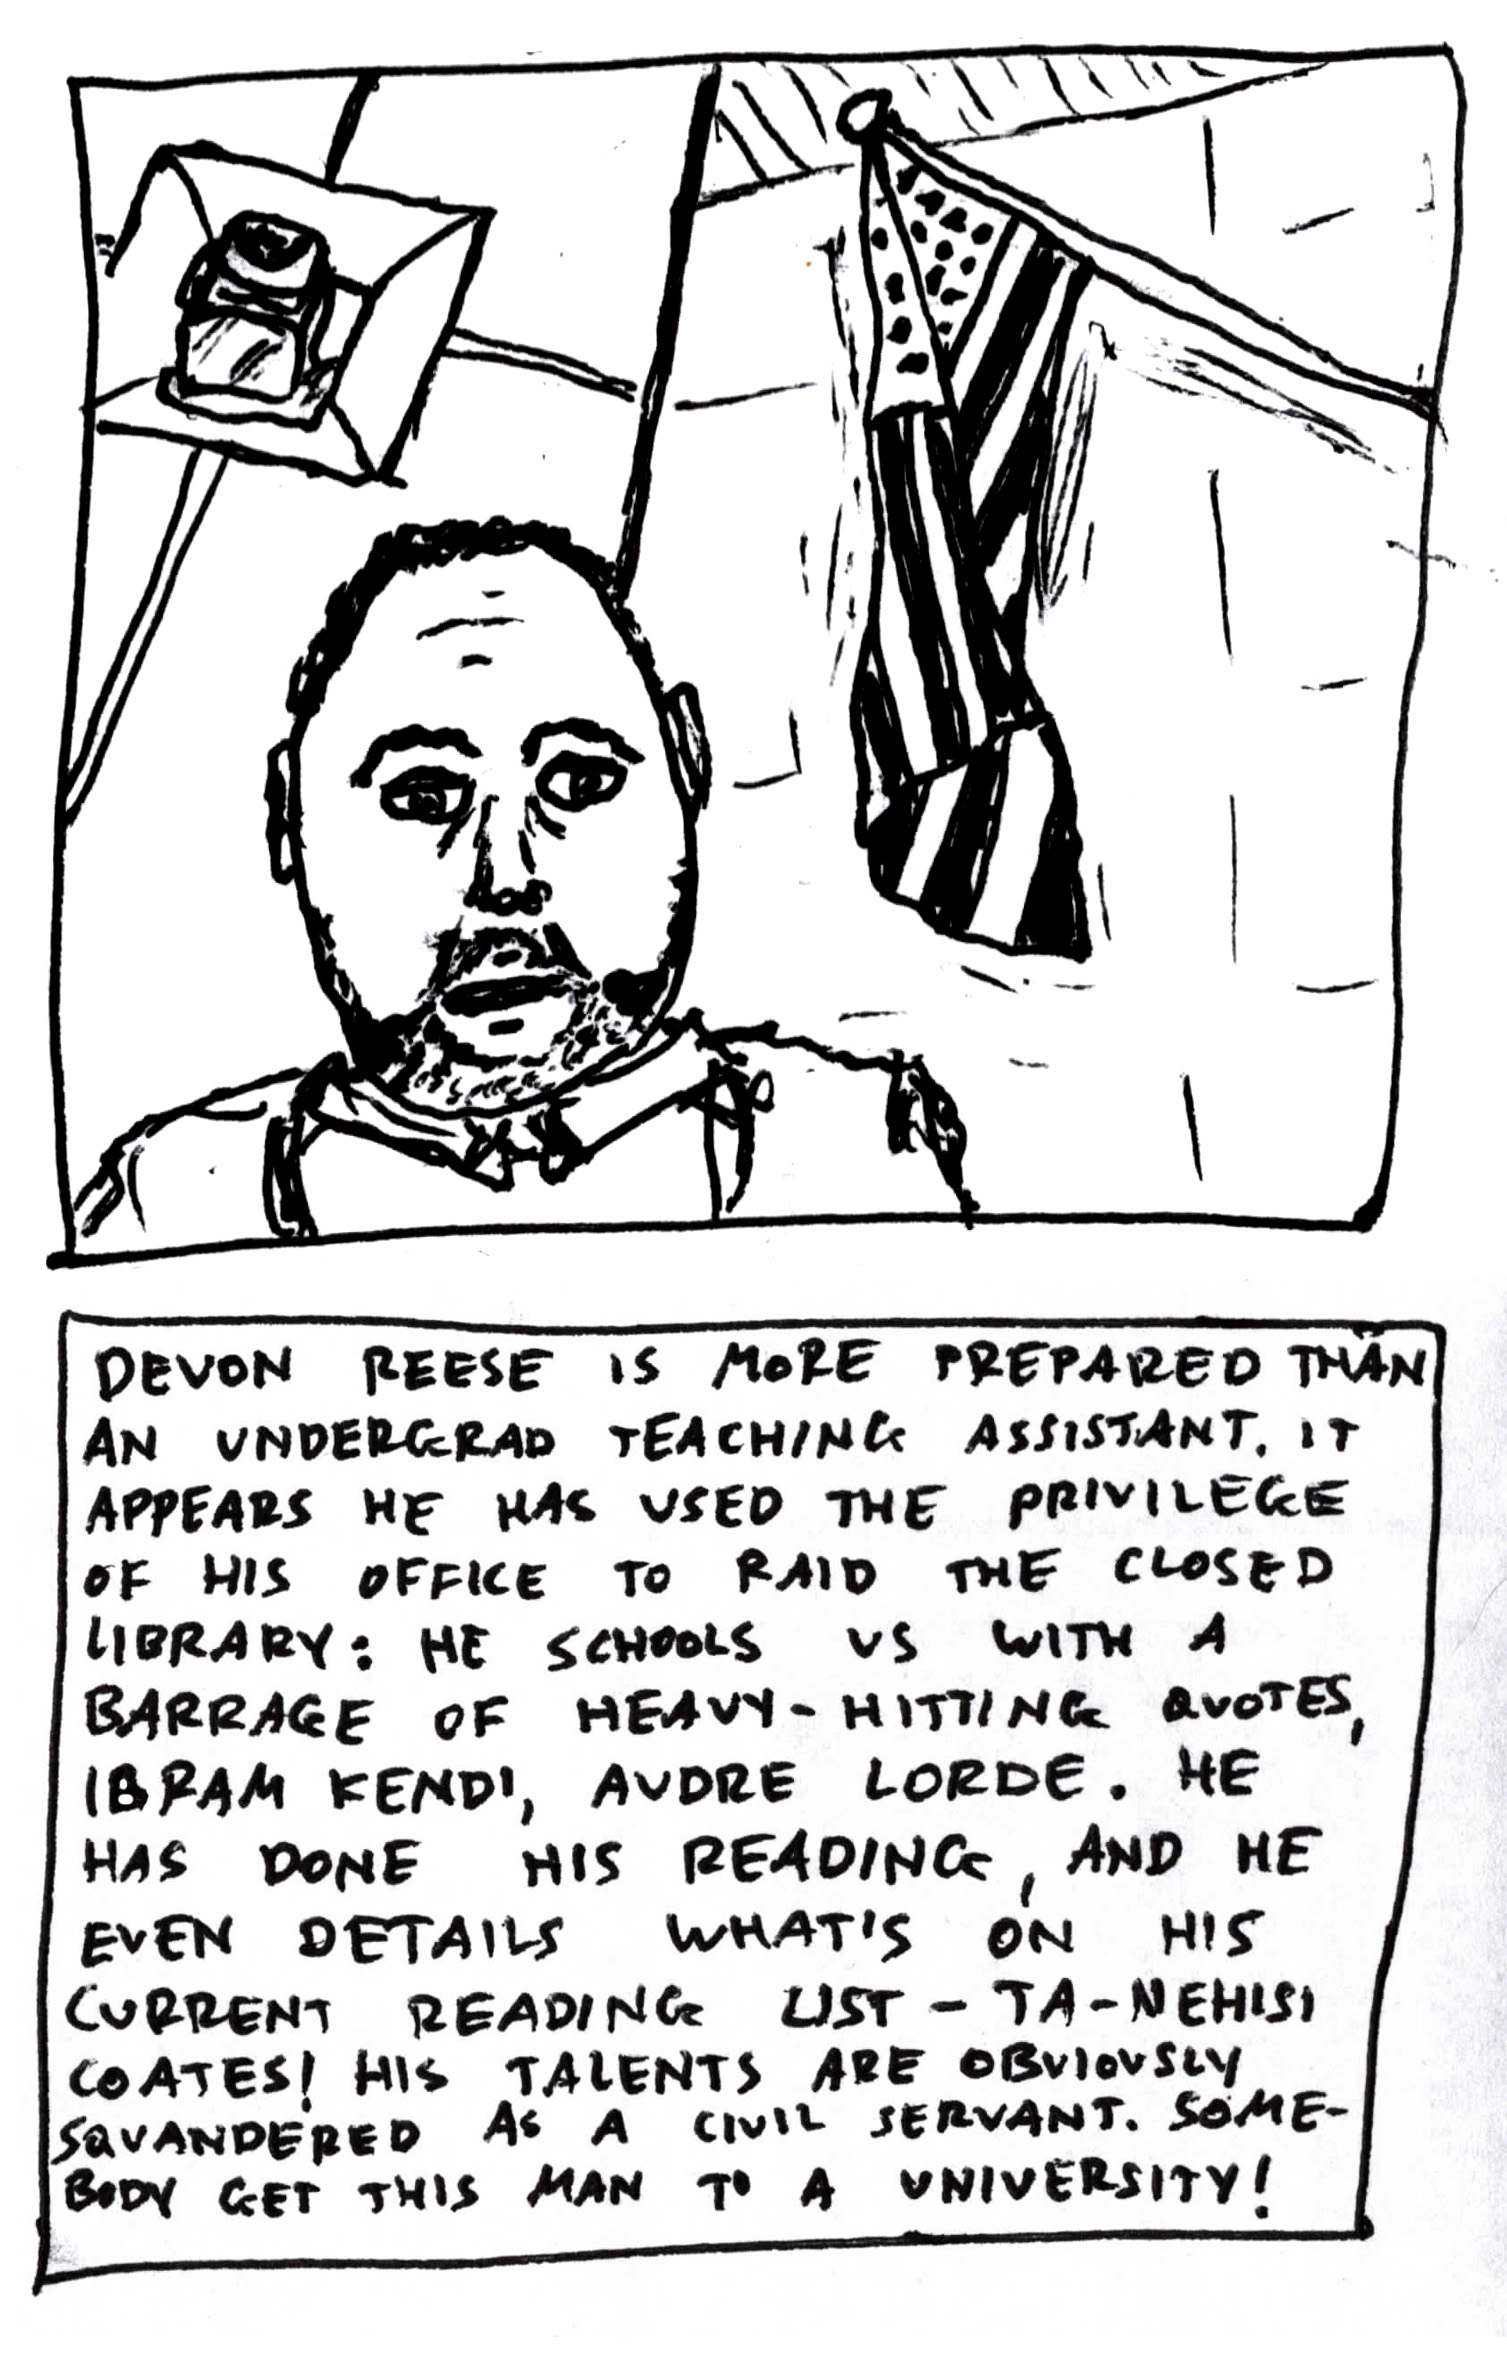 DEVON REESE IS MORE PREPARED THAN
AN UNDERGRAD TEACHING ASSISTANT. IT
APPEARS HE HAS USED THE PRIVILEGE
OF HIS OFFICE TO RAID THE CLOSED
LIBRARY: HE SCHOOLS US WITH A
BARRAGE OF HEAVY-HITTING QUOTES,
IBRAM KENDI, AUDRE LORDE. HE
HAS DONE HIS READING, AND HE
EVEN DETAILS WHAT'S ON HIS
CURRENT READING LIST - TA-NEHISI
COATES! HIS TALENTS ARE OBVIOUSLY
SQUANDERED AS A CIVIL SERVANT. SOME-
BODY GET THIS MAN TO A UNIVERSITY!